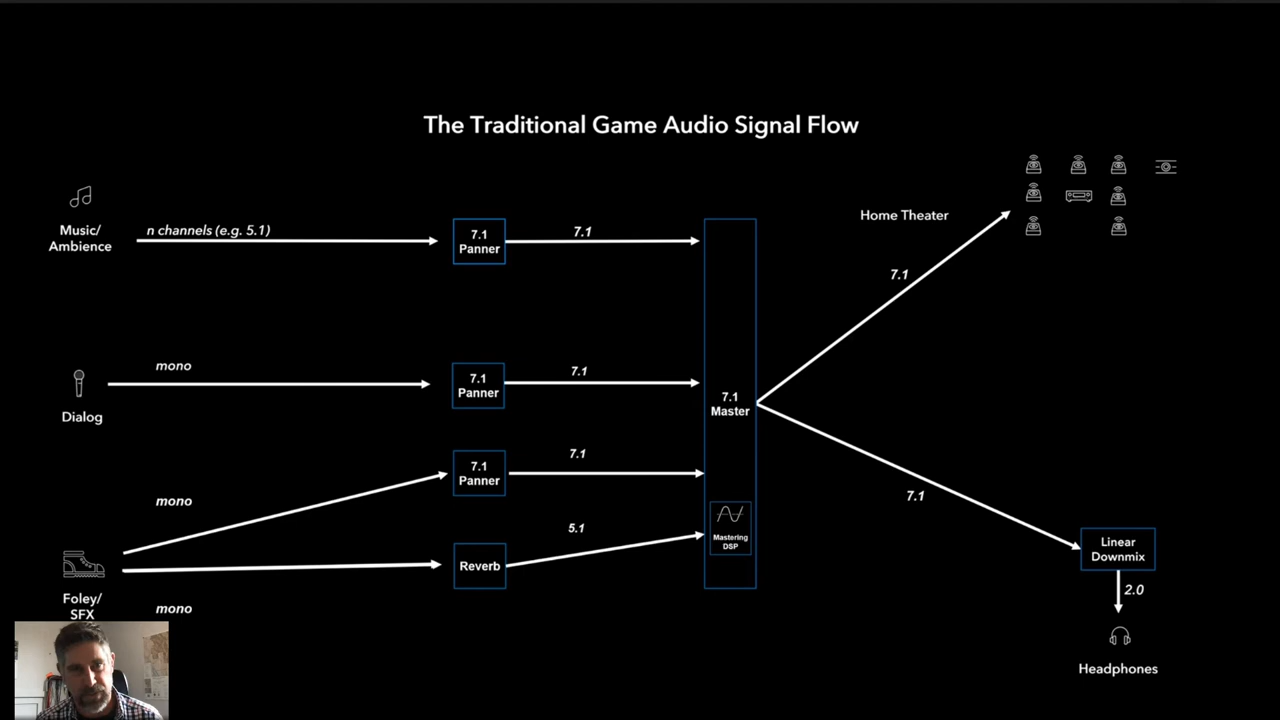 The Traditional Game Audio Signal Flow
Music/
Ambience
n channels (e.g. 5.1)
7.1
Panner
7.1
Dialog
mono
7.1
Panner
7.1
Foley/
SFX
mono
7.1
Panner
7.1
mono
Reverb
5.1
7.1
Master
Mastering
DSP
Home Theater
7.1
7.1
Linear
Downmix
2.0
Headphones